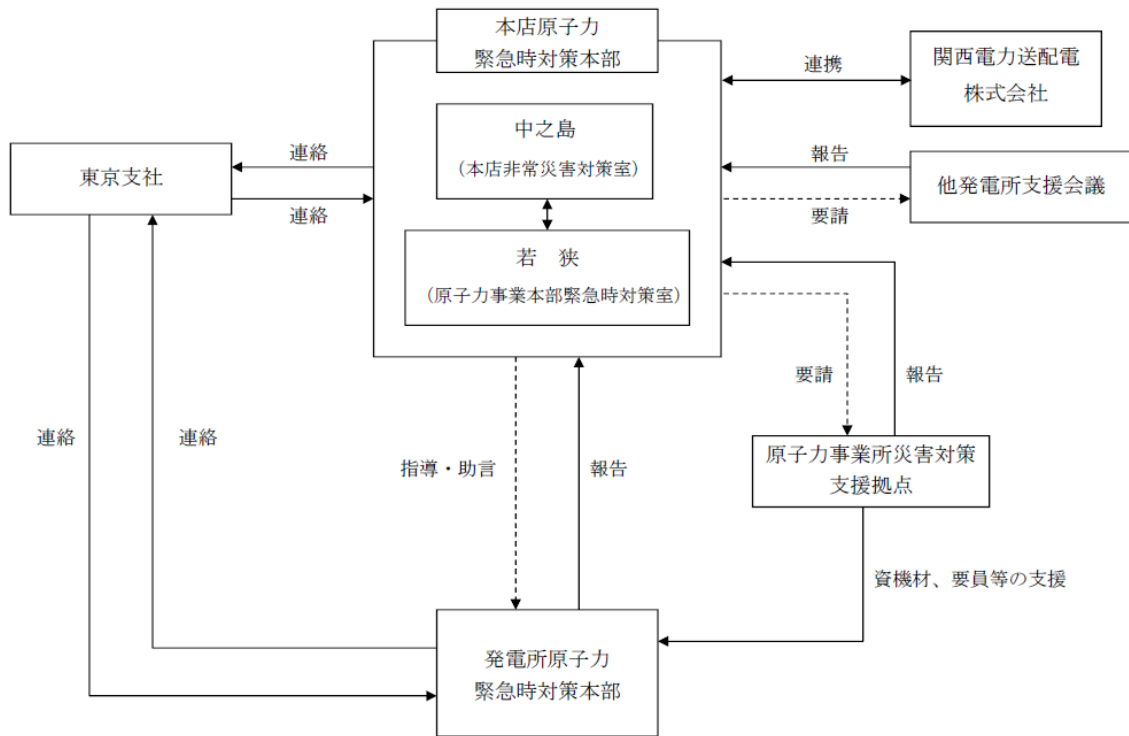 本店原子力
緊急時対策本部
連携
関西電力送配電
株式会社
中之島
（本店非常災害対策室）
東京支社
連絡
連絡
報告
要請
他発電所支援会議
若　狭
（原子力事業本部緊急時対策室）
要請
報告
連絡
連絡
指導・助言
報告
原子力事業所災害対策
支援拠点
資機材、要員等の支援
発電所原子力
緊急時対策本部